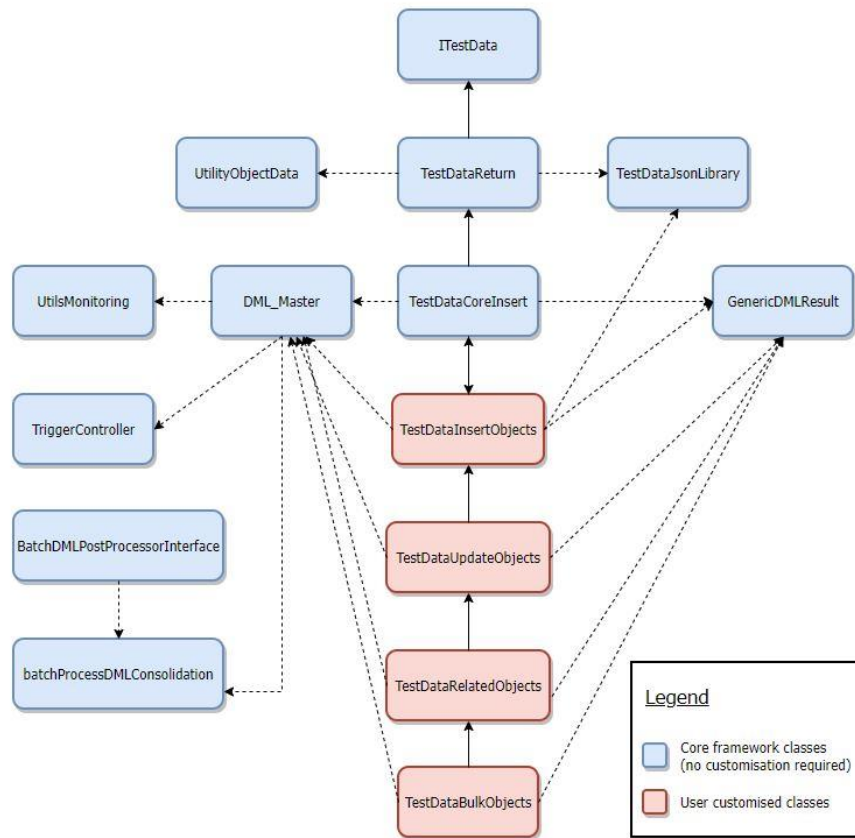 ITestData
UtilityObjectData
TestDataReturn
TestDataJsonLibrary
UtilsMonitoring
DML_Master
TestDataCoreInsert
GenericDMLResult
TriggerController
TestDataInsertObjects
BatchDMLPostProcessorInterface
TestDataUpdateObjects
batchProcessDMLConsolidation
TestDataRelatedObjects
TestDataBulkObjects
Legend
Core framework classes
(no customisation required)
User customised classes